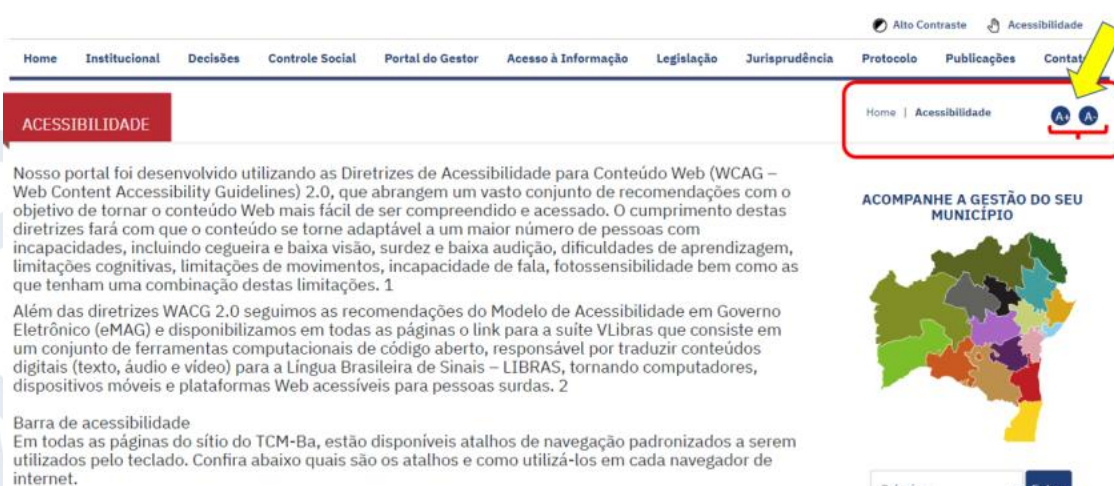 Alto Contraste Acessibilidade
Home Institucional Decisões Controle Social Portal do Gestor Acesso à Informação Legislação Jurisprudência Protocolo Publicações
ACESSIBILIDADE
Home | Acessibilidade A+ A-
Nosso portal foi desenvolvido utilizando as Diretrizes de Acessibilidade para Conteúdo Web (WCAG –
Web Content Accessibility Guidelines) 2.0, que abrangem um vasto conjunto de recomendações com o
objetivo de tornar o conteúdo Web mais fácil de ser compreendido e acessado. O cumprimento destas
diretrizes fará com que o conteúdo se torne adaptável a um maior número de pessoas com
incapacidades, incluindo cegueira e baixa visão, surdez e baixa audição, dificuldades de aprendizagem,
limitações cognitivas, limitações de movimentos, incapacidade de fala, fotossensibilidade bem como as
que tenham uma combinação destas limitações. 1
Além das diretrizes WACG 2.0 seguimos as recomendações do Modelo de Acessibilidade em Governo
Eletrônico (eMAG) e disponibilizamos em todas as páginas o link para a suíte VLibras que consiste em
um conjunto de ferramentas computacionais de código aberto, responsável por traduzir conteúdos
digitais (texto, áudio e vídeo) para a Língua Brasileira de Sinais – LIBRAS, tornando computadores,
dispositivos móveis e plataformas Web acessíveis para pessoas surdas. 2
Barra de acessibilidade
Em todas as páginas do sítio do TCM-Ba, estão disponíveis atalhos de navegação padronizados a serem
utilizados pelo teclado. Confira abaixo quais são os atalhos e como utilizá-los em cada navegador de
internet.
ACOMPANHE A GESTÃO DO SEU
MUNICÍPIO